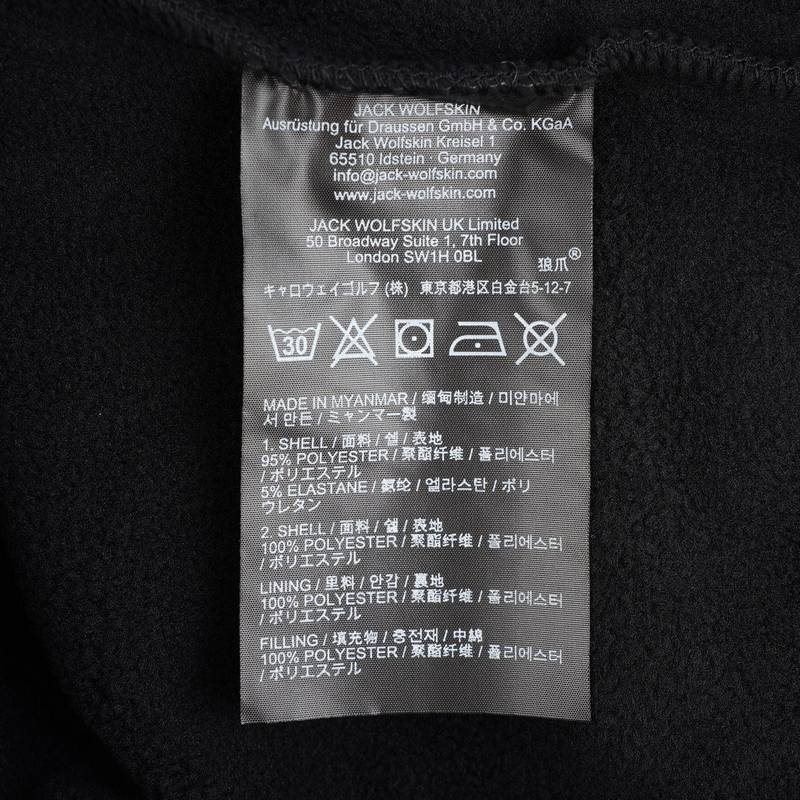 JACK WOLFSKIN
Ausrüstung für Draussen GmbH & Co. KGaA
Jack Wolfskin Kreisel 1
65510 Idstein · Germany
info@jack-wolfskin.com
www.jack-wolfskin.com
JACK WOLFSKIN UK Limited
50 Broadway Suite 1, 7th Floor
London SW1H 0BL
狼爪®
キャロウェイゴルフ (株) 東京都港区白金台5-12-7
30
MADE IN MYANMAR / 缅甸制造 / 미얀마에
서 만든 / ミャンマー製
1. SHELL / 面料 / 쉘 / 表地
95% POLYESTER / 聚酯纤维 / 폴리에스터
/ ポリエステル
5% ELASTANE / 氨纶 / 엘라스탄 / ポリ
ウレタン
2. SHELL / 面料 / 쉘 / 表地
100% POLYESTER / 聚酯纤维 / 폴리에스터
/ ポリエステル
LINING / 里料 / 안감 / 裏地
100% POLYESTER / 聚酯纤维 / 폴리에스터
/ ポリエステル
FILLING / 填充物 / 충전재 / 中綿
100% POLYESTER / 聚酯纤维 / 폴리에스터
/ ポリエステル